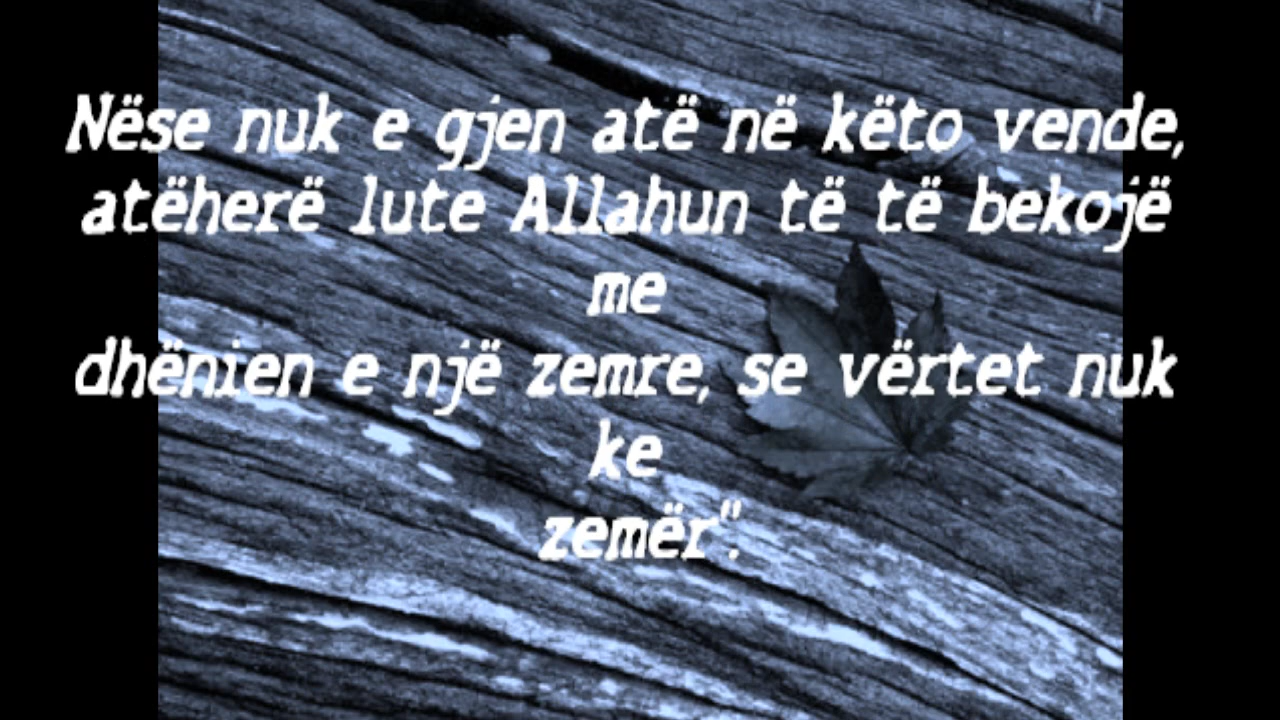 Nëse nuk e gjen atë në këto vende,
atëherë lute Allahun të të bekojë
me
dhënien e një zemre, se vërtet nuk
ke
zemër".